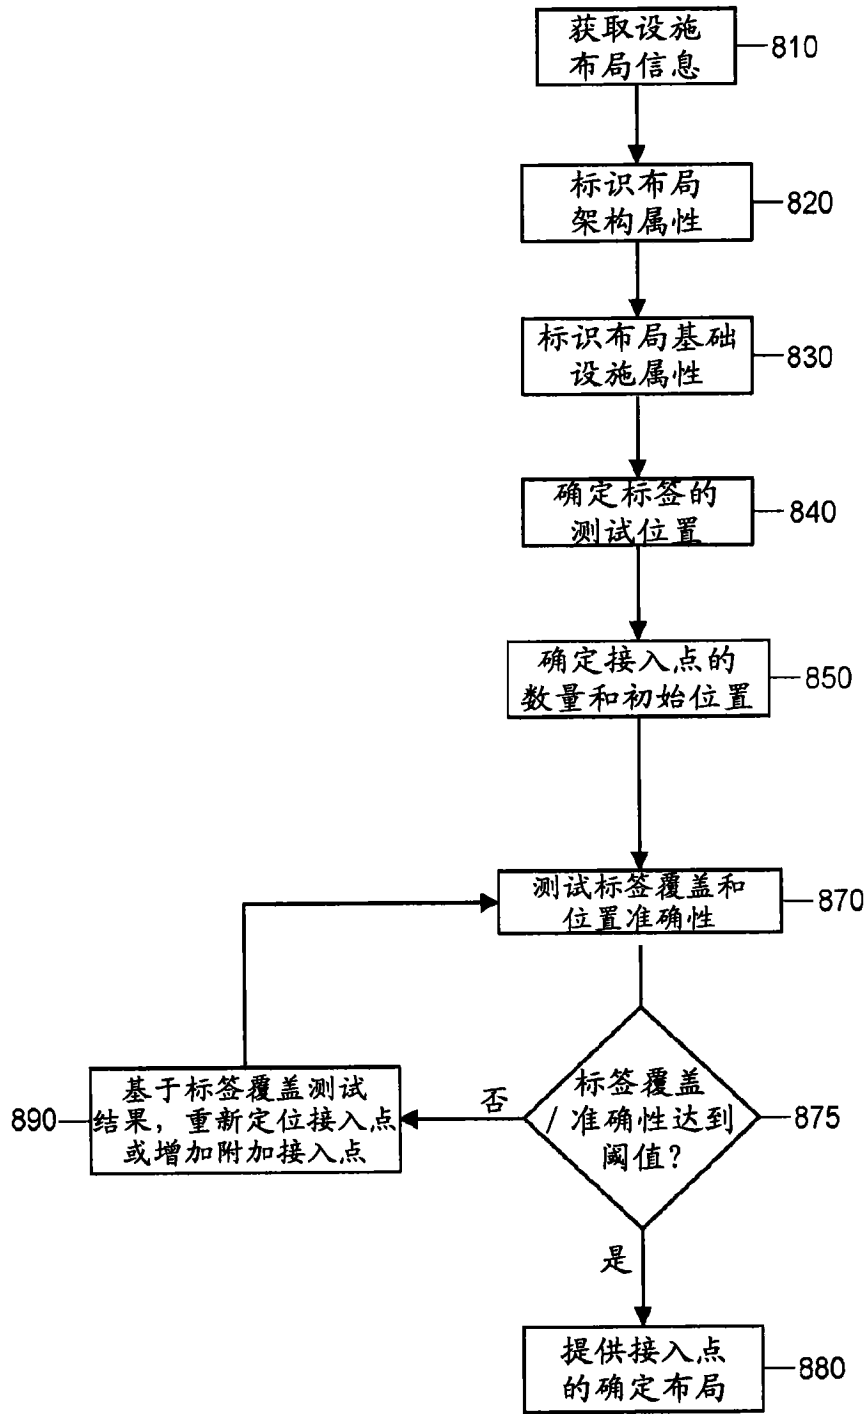 获取设施
布局信息
810
标识布局
架构属性
820
标识布局基础
设施属性
830
确定标签的
测试位置
840
确定接入点的
数量和初始位置
850
测试标签覆盖和
位置准确性
870
标签覆盖
/ 准确性达到
阈值?
875
否
基于标签覆盖测试
结果，重新定位接入点
或增加附加接入点
890
是
提供接入点
的确定布局
880